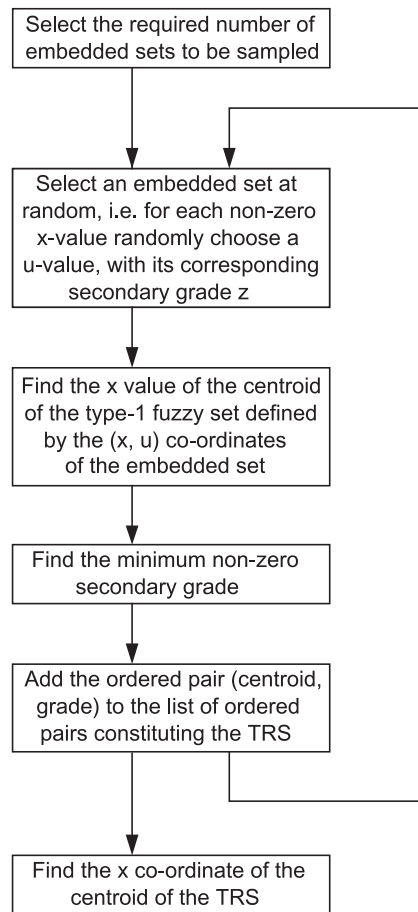 Select the required number of
embedded sets to be sampled
Select an embedded set at
random, i.e. for each non-zero
x-value randomly choose a
u-value, with its corresponding
secondary grade z
Find the x value of the centroid
of the type-1 fuzzy set defined
by the (x, u) co-ordinates
of the embedded set
Find the minimum non-zero
secondary grade
Add the ordered pair (centroid,
grade) to the list of ordered
pairs constituting the TRS
Find the x co-ordinate of the
centroid of the TRS